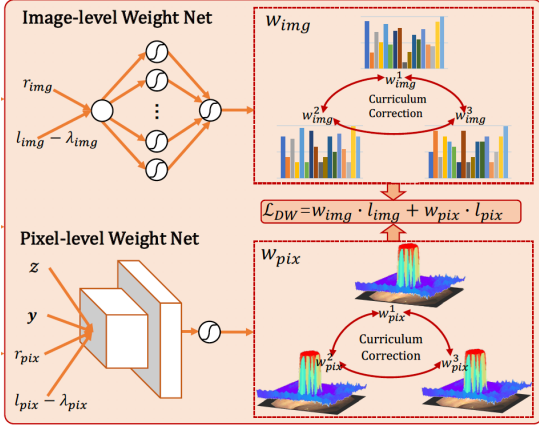 Image-level Weight Net
r_img
l_img − λ_img
⋮
w_img
w_img^1
w_img^2
w_img^3
Curriculum
Correction
ℒ_DW=w_img · l_img + w_pix · l_pix
Pixel-level Weight Net
z
y
r_pix
l_pix − λ_pix
w_pix
w_pix^1
w_pix^2
w_pix^3
Curriculum
Correction